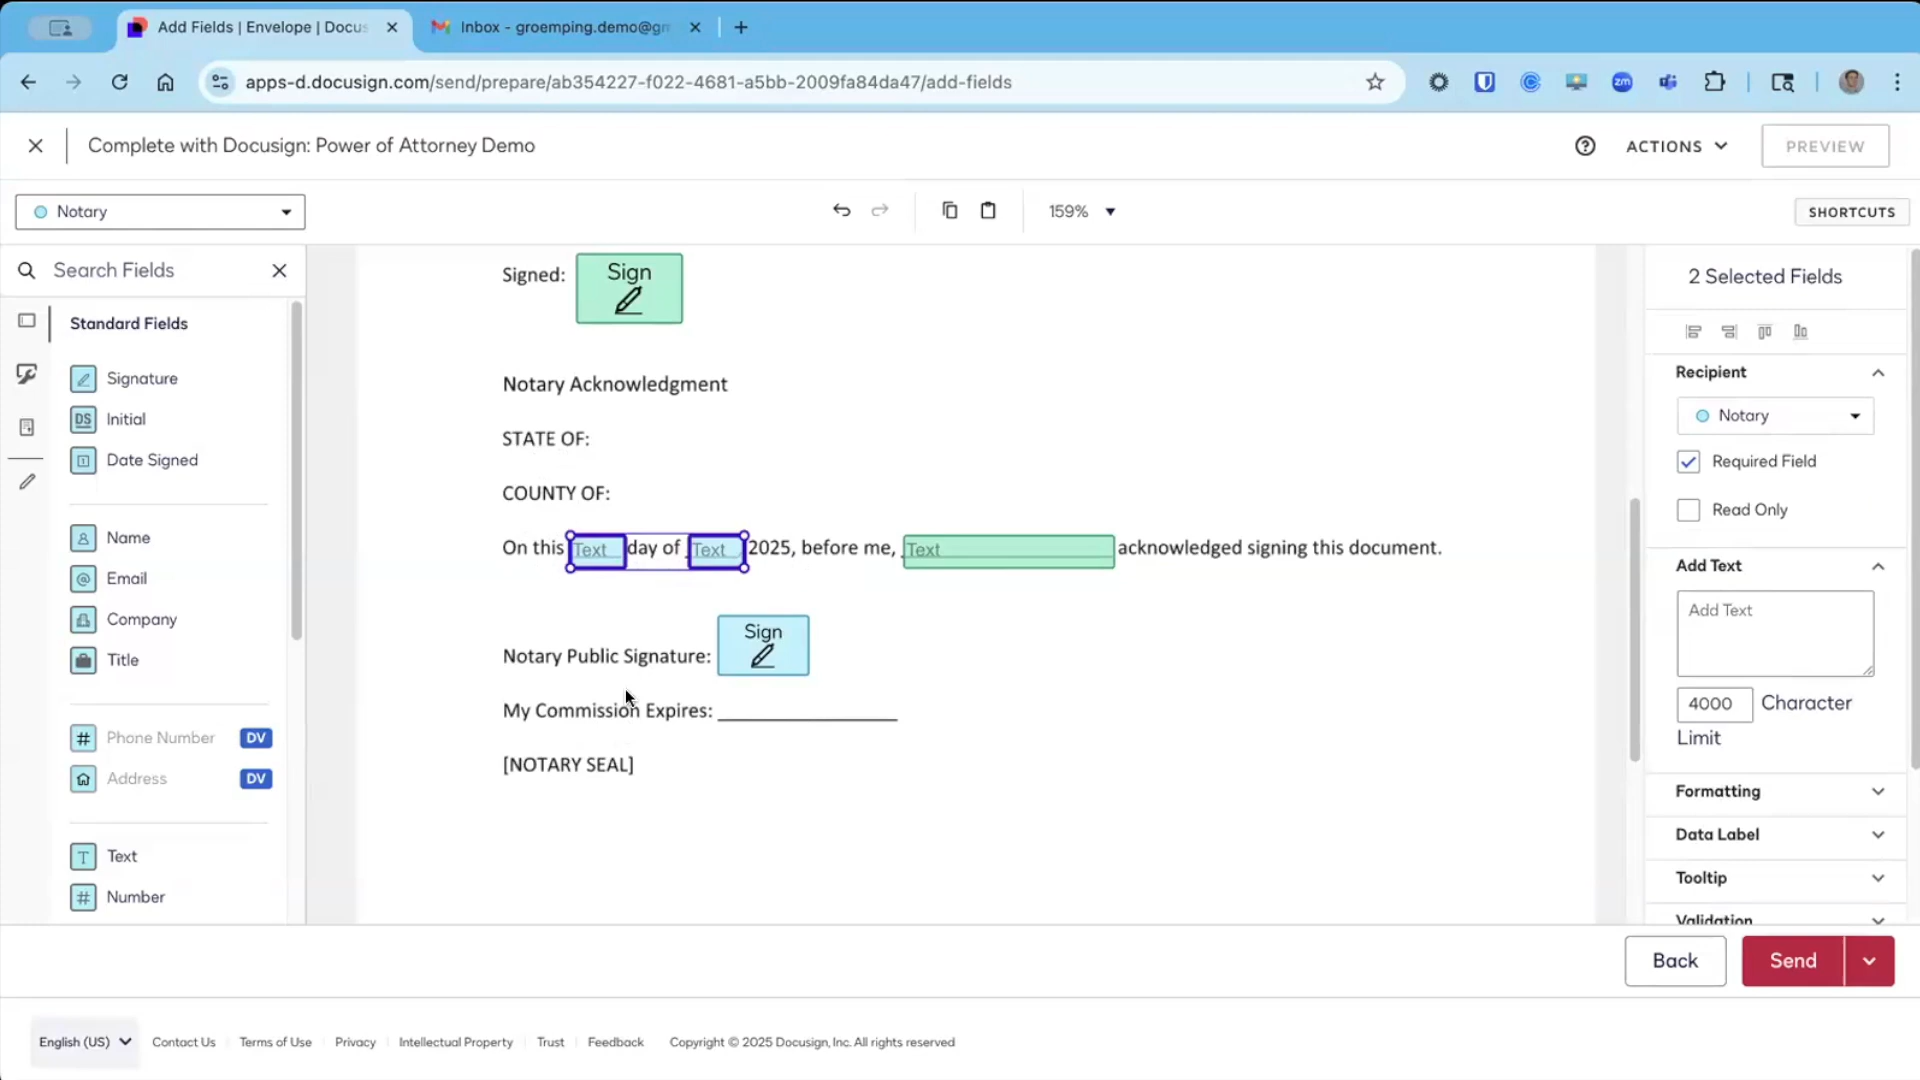 Add Fields | Envelope | Docus
Inbox - groemping.demo@gm
apps-d.docusign.com/send/prepare/ab354227-f022-4681-a5bb-2009fa84da47/add-fields
zm
Complete with Docusign: Power of Attorney Demo
ACTIONS
PREVIEW
Notary
159%
SHORTCUTS
Search Fields
Standard Fields
Signature
DS Initial
Date Signed
Name
Email
Company
Title
Phone Number DV
Address DV
Text
Number
Signed: Sign
Notary Acknowledgment
STATE OF:
COUNTY OF:
On this Text day of Text 2025, before me, Text acknowledged signing this document.
Notary Public Signature: Sign
My Commission Expires: _______________
[NOTARY SEAL]
2 Selected Fields
Recipient
Notary
Required Field
Read Only
Add Text
Add Text
4000 Character
Limit
Formatting
Data Label
Tooltip
Validation
Back
Send
English (US)
Contact Us
Terms of Use
Privacy
Intellectual Property
Trust
Feedback
Copyright © 2025 Docusign, Inc. All rights reserved